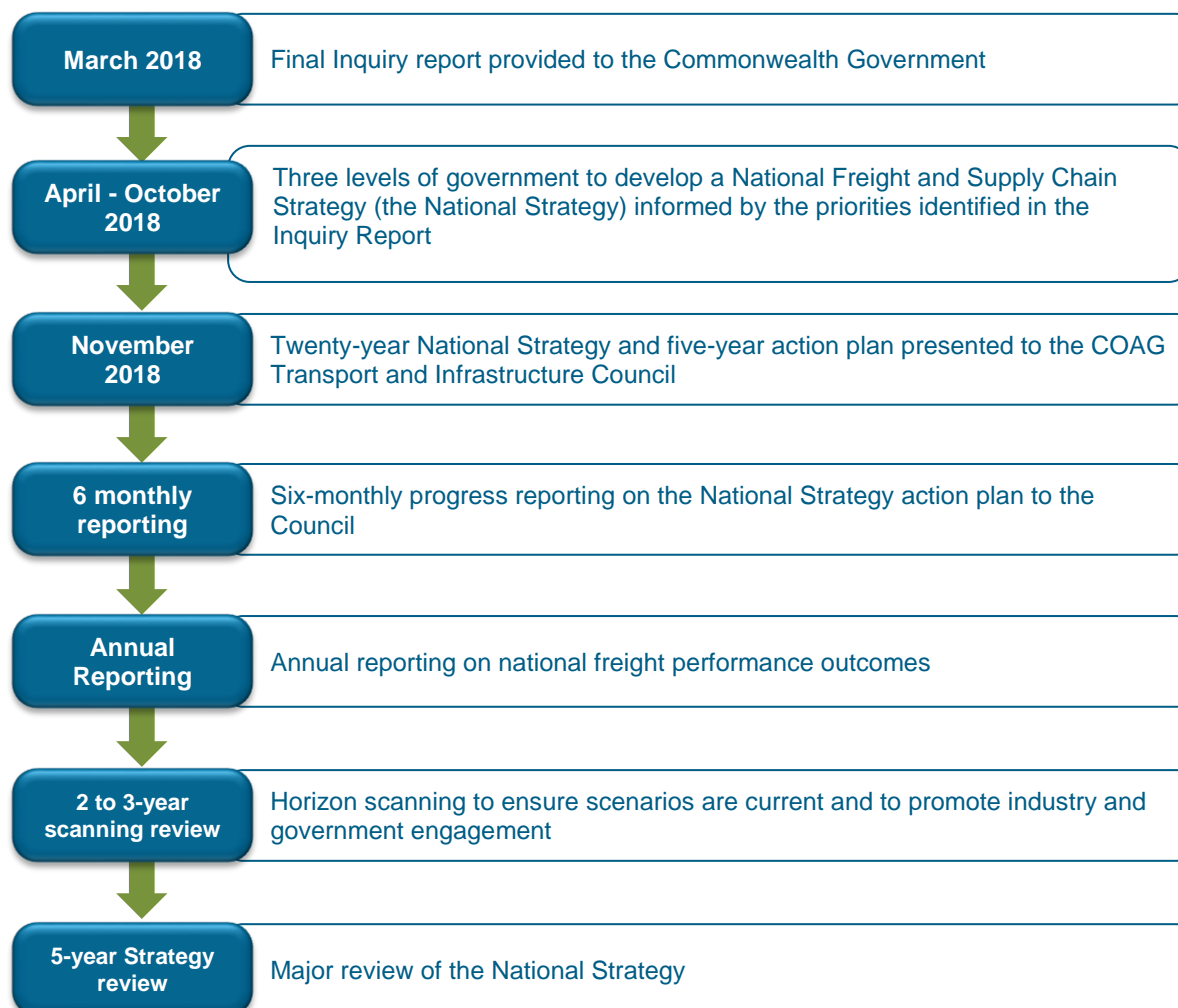 March 2018
Final Inquiry report provided to the Commonwealth Government
April - October
2018
Three levels of government to develop a National Freight and Supply Chain
Strategy (the National Strategy) informed by the priorities identified in the
Inquiry Report
November
2018
Twenty-year National Strategy and five-year action plan presented to the COAG
Transport and Infrastructure Council
6 monthly
reporting
Six-monthly progress reporting on the National Strategy action plan to the
Council
Annual
Reporting
Annual reporting on national freight performance outcomes
2 to 3-year
scanning review
Horizon scanning to ensure scenarios are current and to promote industry and
government engagement
5-year Strategy
review
Major review of the National Strategy